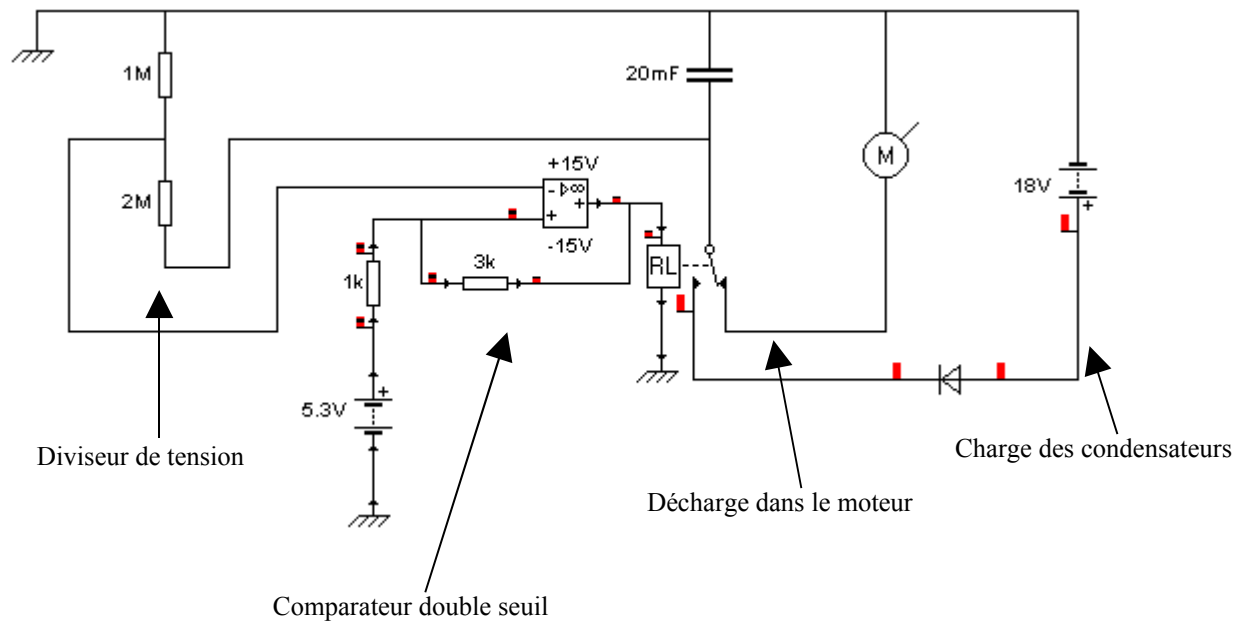 1M
20mF
M
+15V
- ▷∞
+
+
-15V
2M
18V
+
3k
1k
RL
5.3V
+
Diviseur de tension
Charge des condensateurs
Décharge dans le moteur
Comparateur double seuil